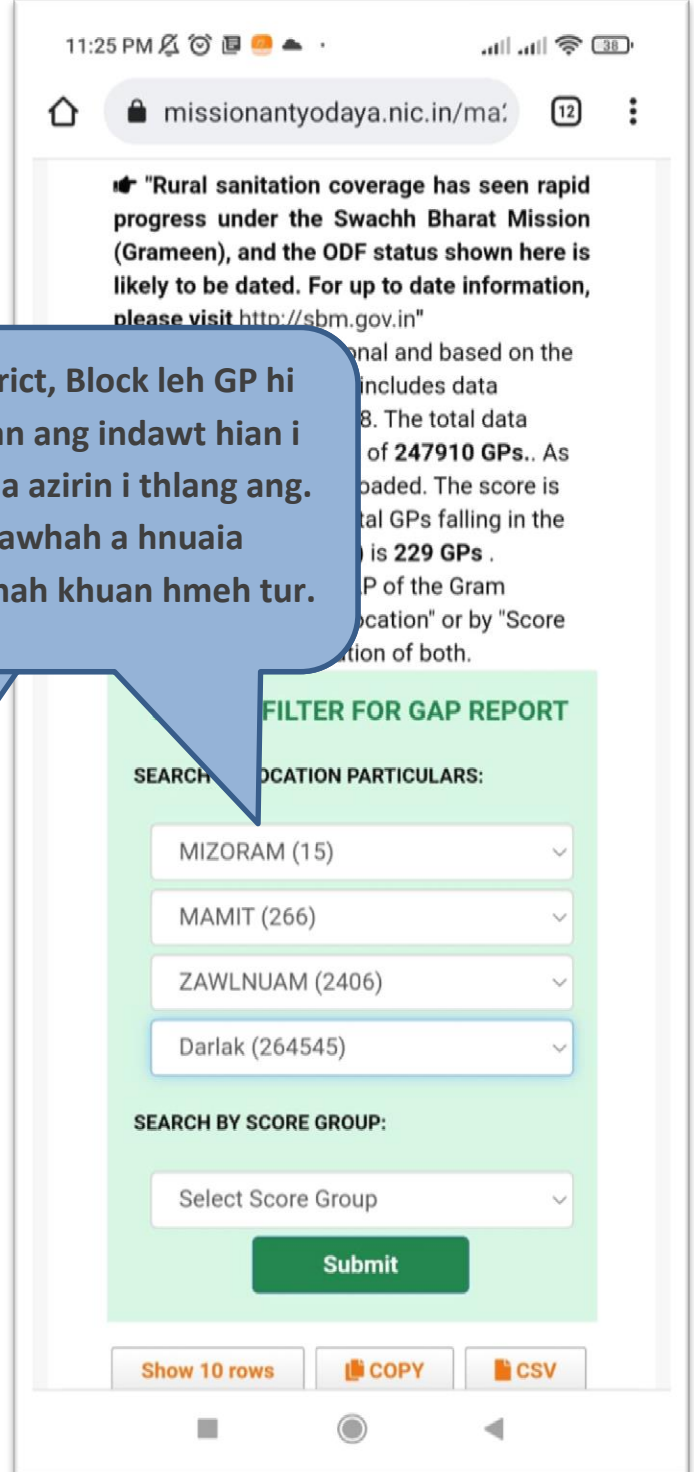 11:25 PM
38
missionantyodaya.nic.in/ma
12
"Rural sanitation coverage has seen rapid
progress under the Swachh Bharat Mission
(Grameen), and the ODF status shown here is
likely to be dated. For up to date information,
please visit http://sbm.gov.in"
onal and based on the
includes data
8. The total data
of 247910 GPs.. As
oaded. The score is
tal GPs falling in the
) is 229 GPs .
P of the Gram
ocation" or by "Score
tion of both.
rict, Block leh GP hi
an ang indawt hian i
a azirin i thlang ang.
awhah a hnuaia
nah khuan hmeh tur.
FILTER FOR GAP REPORT
SEARCH OCATION PARTICULARS:
MIZORAM (15)
MAMIT (266)
ZAWLNUAM (2406)
Darlak (264545)
SEARCH BY SCORE GROUP:
Select Score Group
Submit
Show 10 rows
COPY
CSV